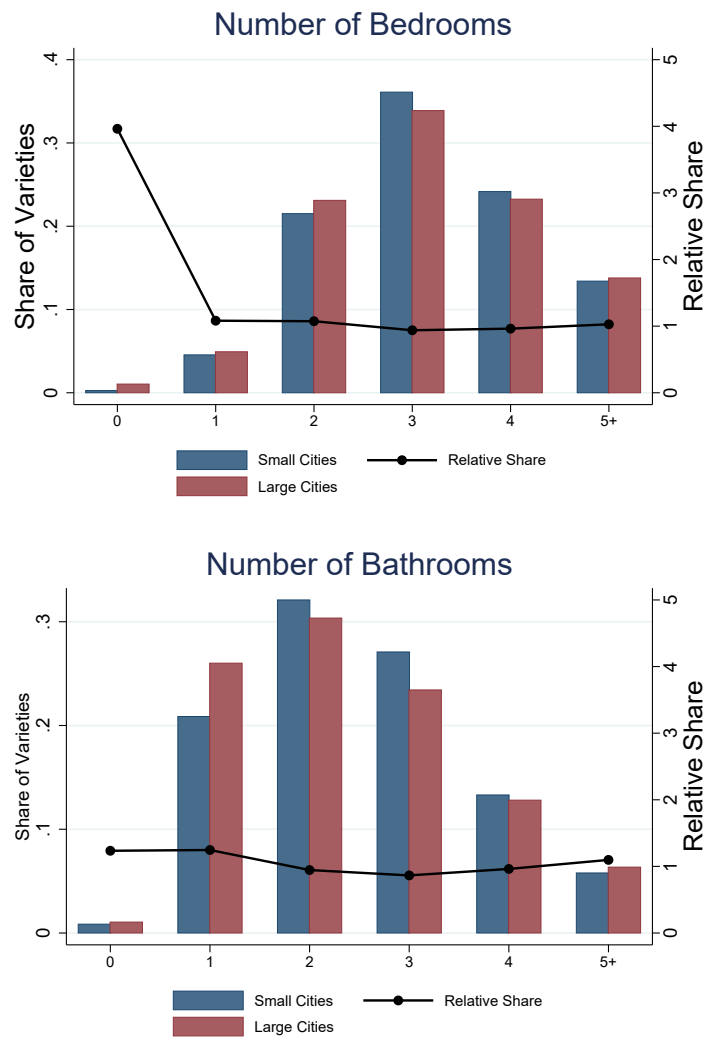 Number of Bedrooms
Share of Varieties
.4
.3
.2
.1
0
5
4
3
2
1
0
Relative Share
0 1 2 3 4 5+
Small Cities Relative Share
Large Cities
Number of Bathrooms
Share of Varieties
.3
.2
.1
0
5
4
3
2
1
0
Relative Share
0 1 2 3 4 5+
Small Cities Relative Share
Large Cities